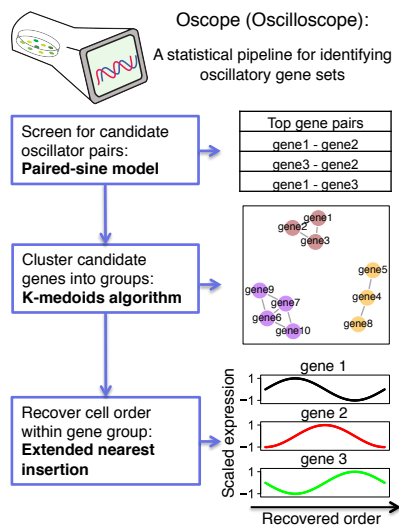 Oscope (Oscilloscope):
A statistical pipeline for identifying
oscillatory gene sets
Screen for candidate
oscillator pairs:
Paired-sine model
Top gene pairs
gene1 - gene2
gene3 - gene2
gene1 - gene3
Cluster candidate
genes into groups:
K-medoids algorithm
gene1
gene2
gene3
gene5
gene4
gene8
gene9
gene7
gene6
gene10
Recover cell order
within gene group:
Extended nearest
insertion
Scaled expression
gene 1
1
−1
gene 2
1
−1
gene 3
1
−1
Recovered order